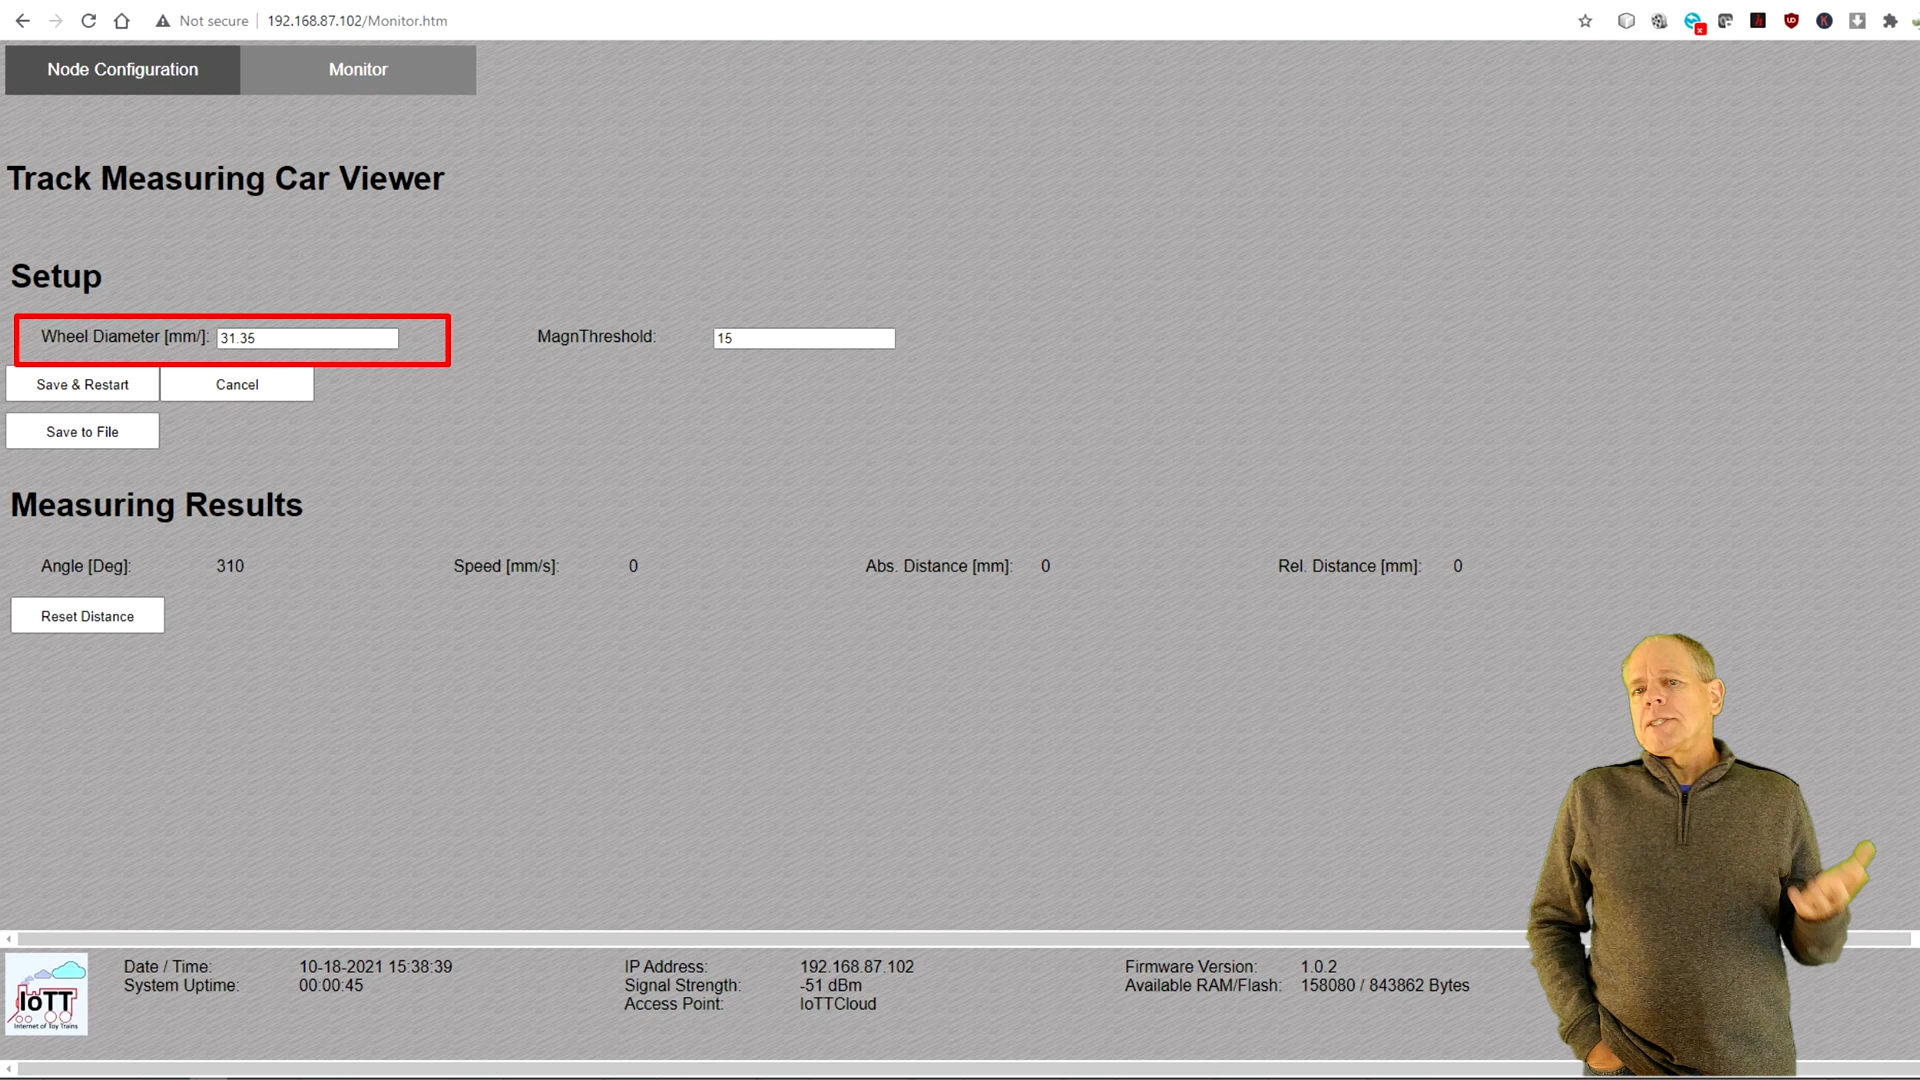 Not secure 192.168.87.102/Monitor.htm
Node Configuration Monitor
Track Measuring Car Viewer
Setup
Wheel Diameter [mm/]: 31.35 MagnThreshold: 15
Save & Restart Cancel
Save to File
Measuring Results
Angle [Deg]: 310 Speed [mm/s]: 0 Abs. Distance [mm]: 0 Rel. Distance [mm]: 0
Reset Distance
Date / Time: 10-18-2021 15:38:39 IP Address: 192.168.87.102 Firmware Version: 1.0.2
System Uptime: 00:00:45 Signal Strength: -51 dBm Available RAM/Flash: 158080 / 843862 Bytes
Access Point: IoTTCloud
IoTT
Internet of Toy Trains